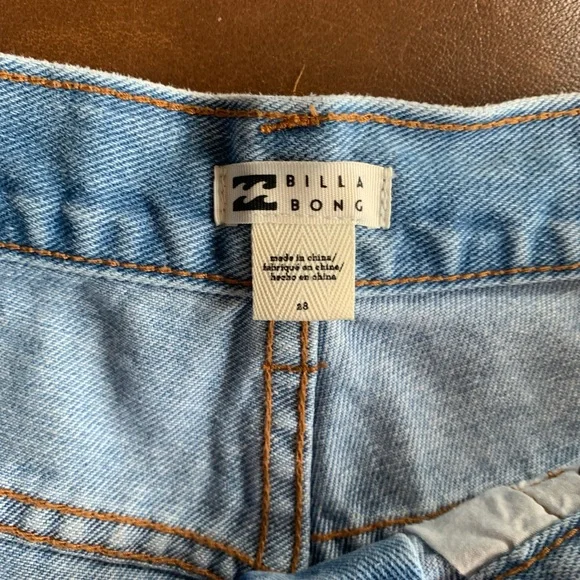 BILLA
BONG
made in china/
fabriqué en chine/
hecho en china
28